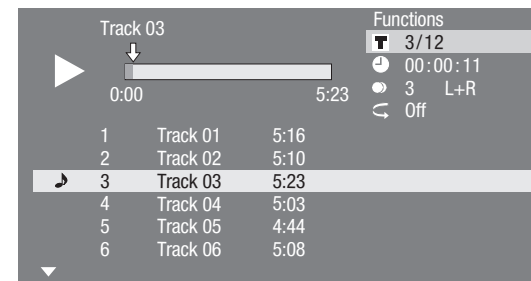 Track 03
0:00 5:23
Functions
T 3/12
00:00:11
3 L+R
Off
1 Track 01 5:16
2 Track 02 5:10
3 Track 03 5:23
4 Track 04 5:03
5 Track 05 4:44
6 Track 06 5:08